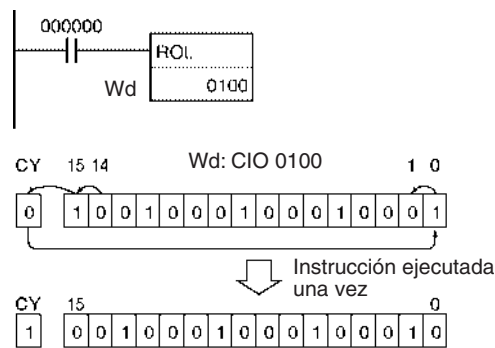 000000
ROL
Wd 0100
CY 15 14 Wd: CIO 0100 1 0
0 1 0 0 1 0 0 0 1 0 0 0 1 0 0 0 1
Instrucción ejecutada
una vez
CY 15 0
1 0 0 1 0 0 0 1 0 0 0 1 0 0 0 1 0